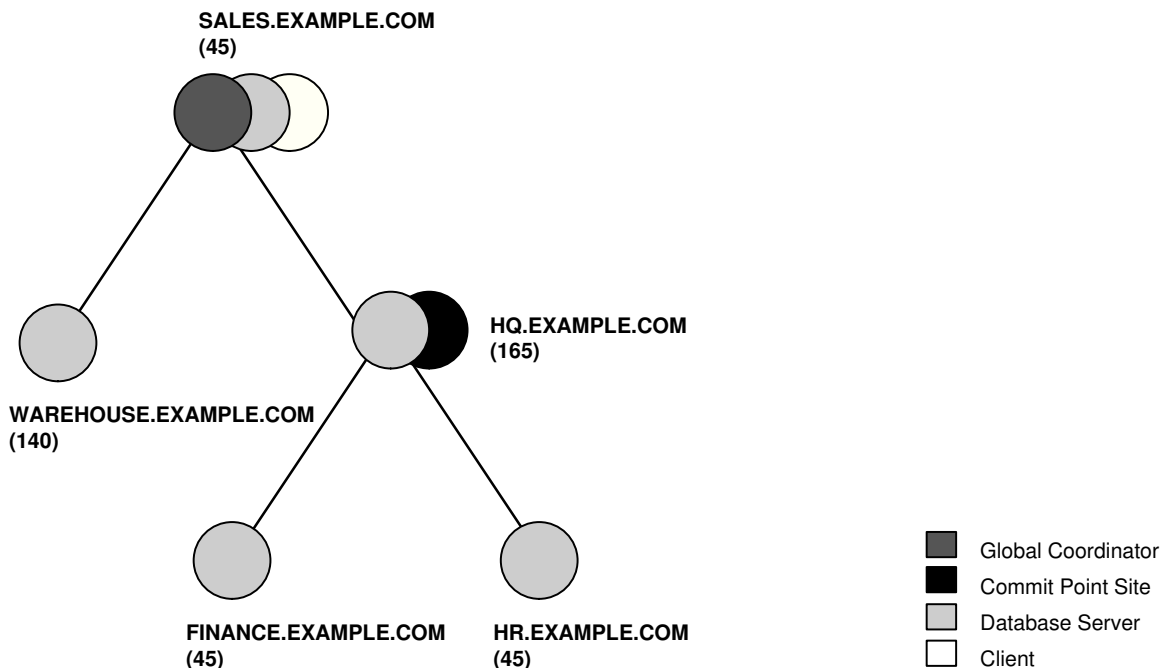 SALES.EXAMPLE.COM
(45)
HQ.EXAMPLE.COM
(165)
WAREHOUSE.EXAMPLE.COM
(140)
FINANCE.EXAMPLE.COM
(45)
HR.EXAMPLE.COM
(45)
Global Coordinator
Commit Point Site
Database Server
Client